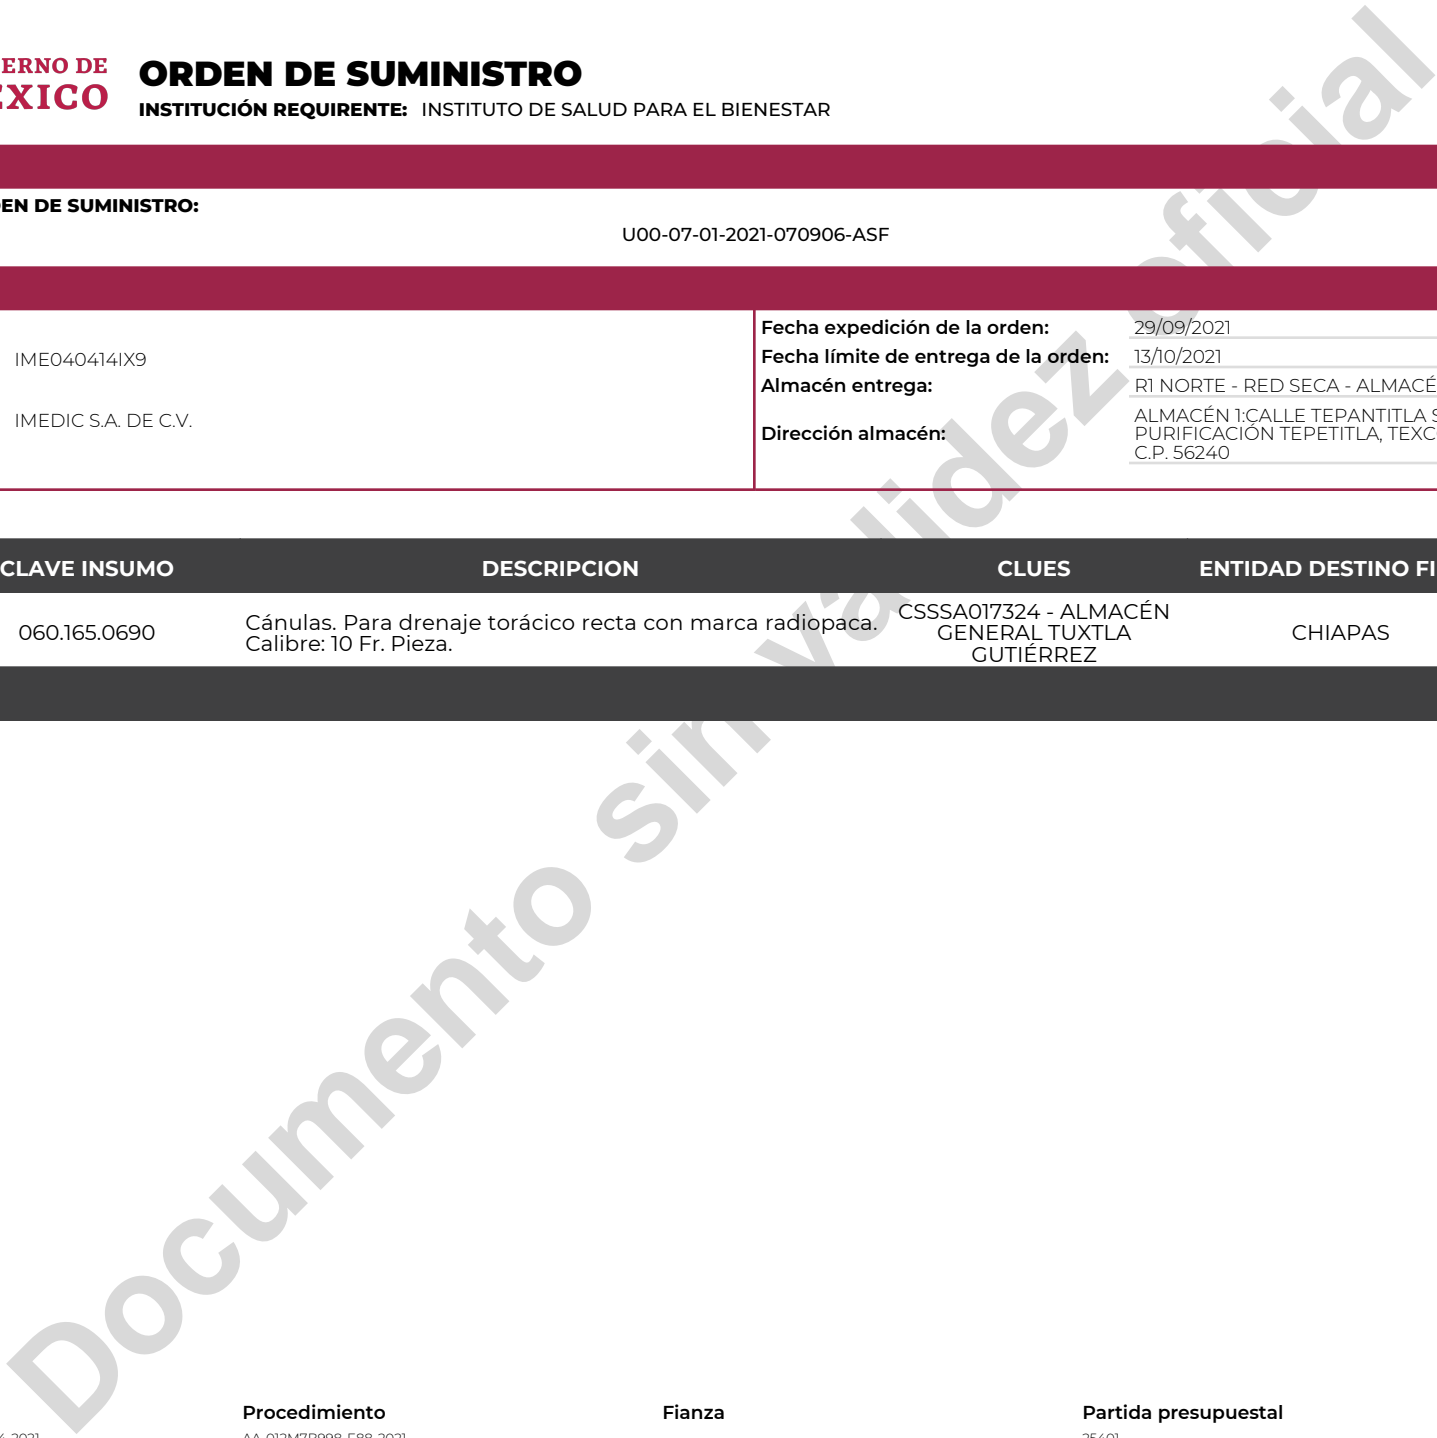 ERNO DE
ORDEN DE SUMINISTRO
INSTITUCIÓN REQUIRENTE: INSTITUTO DE SALUD PARA EL BIENESTAR
EN DE SUMINISTRO:
U00-07-01-2021-070906-ASF
IME040414IX9
IMEDIC S.A. DE C.V.
Fecha expedición de la orden: 29/09/2021
Fecha límite de entrega de la orden: 13/10/2021
Almacén entrega: R1 NORTE - RED SECA - ALMACÉ
Dirección almacén: ALMACÉN 1:CALLE TEPANTITLA
PURIFICACIÓN TEPETITLA, TEXC
C.P. 56240
CLAVE INSUMO DESCRIPCION CLUES ENTIDAD DESTINO FI
060.165.0690
Cánulas. Para drenaje torácico recta con marca radiopaca.
Calibre: 10 Fr. Pieza.
CSSSA017324 - ALMACÉN
GENERAL TUXTLA
GUTIÉRREZ
CHIAPAS
Documento sin validez oficial
Procedimiento Fianza Partida presupuestal